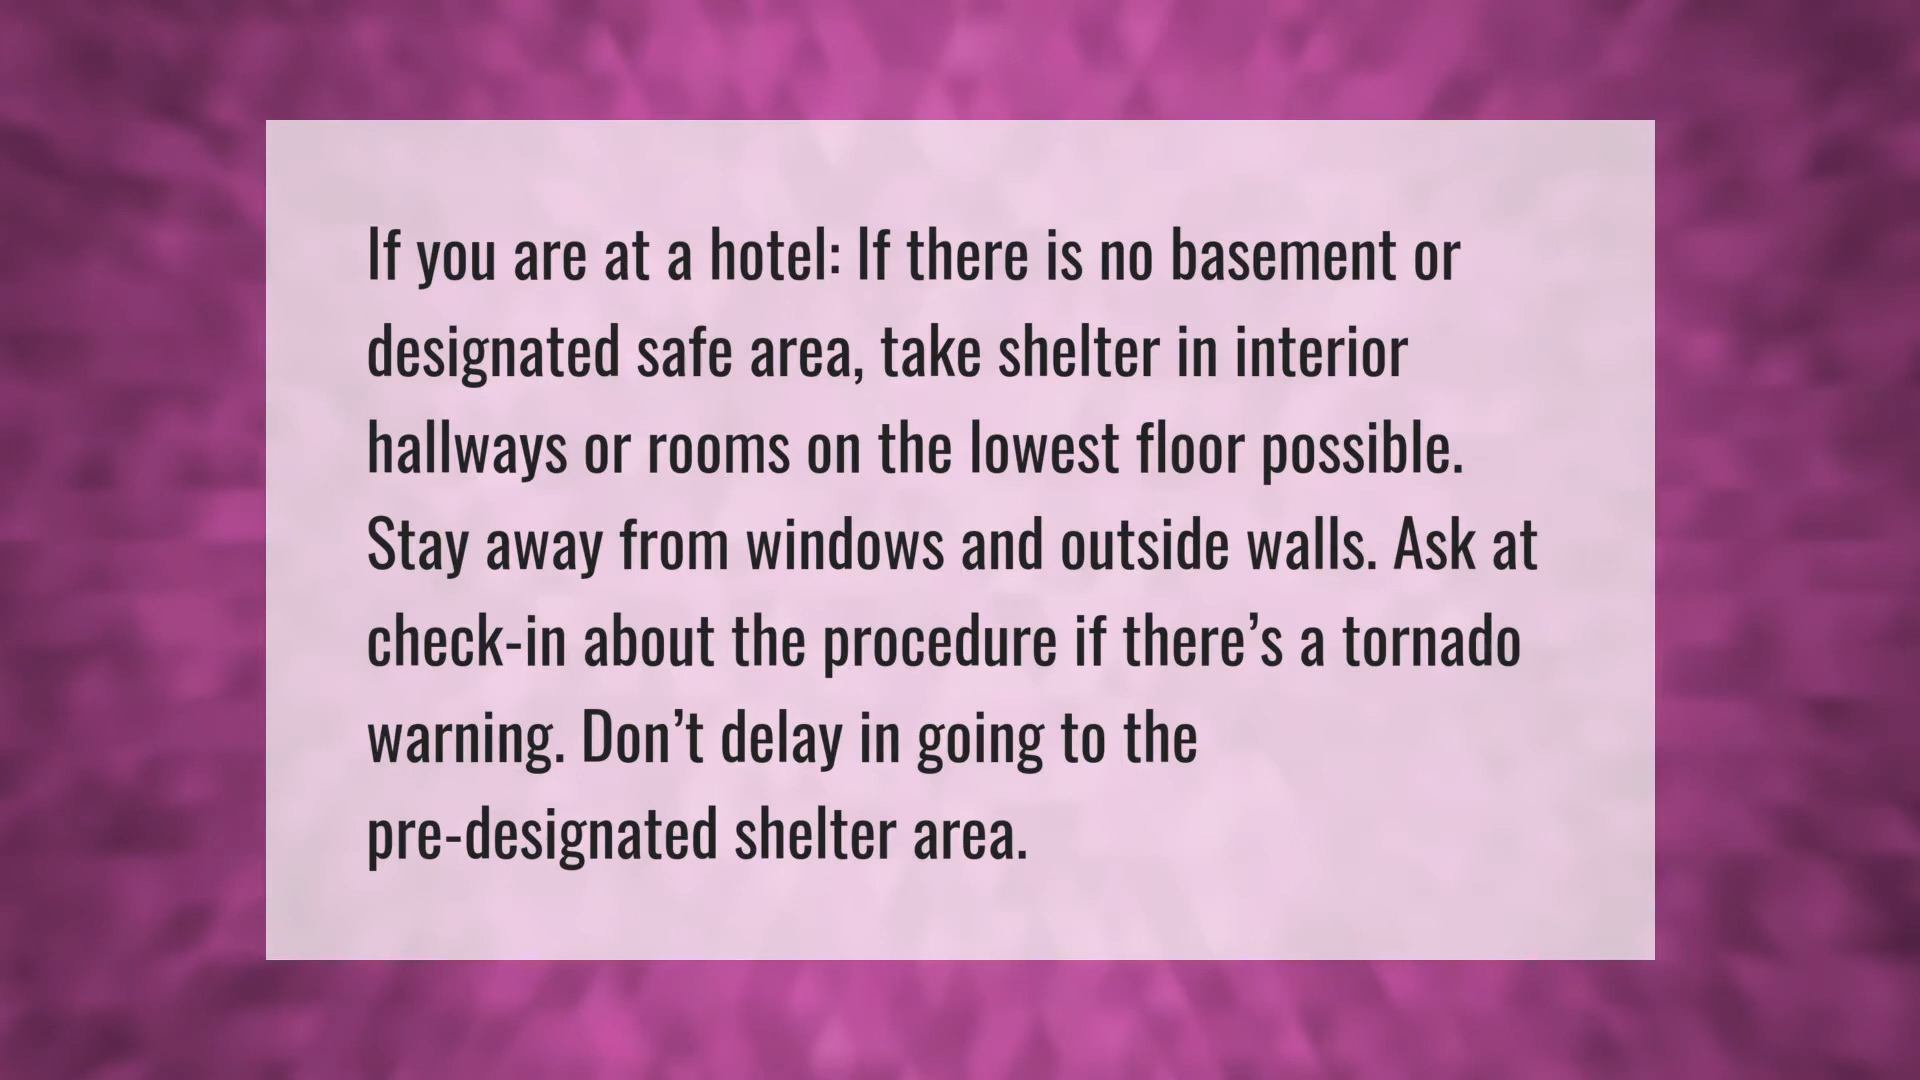 If you are at a hotel: If there is no basement or
designated safe area, take shelter in interior
hallways or rooms on the lowest floor possible.
Stay away from windows and outside walls. Ask at
check-in about the procedure if there’s a tornado
warning. Don’t delay in going to the
pre-designated shelter area.